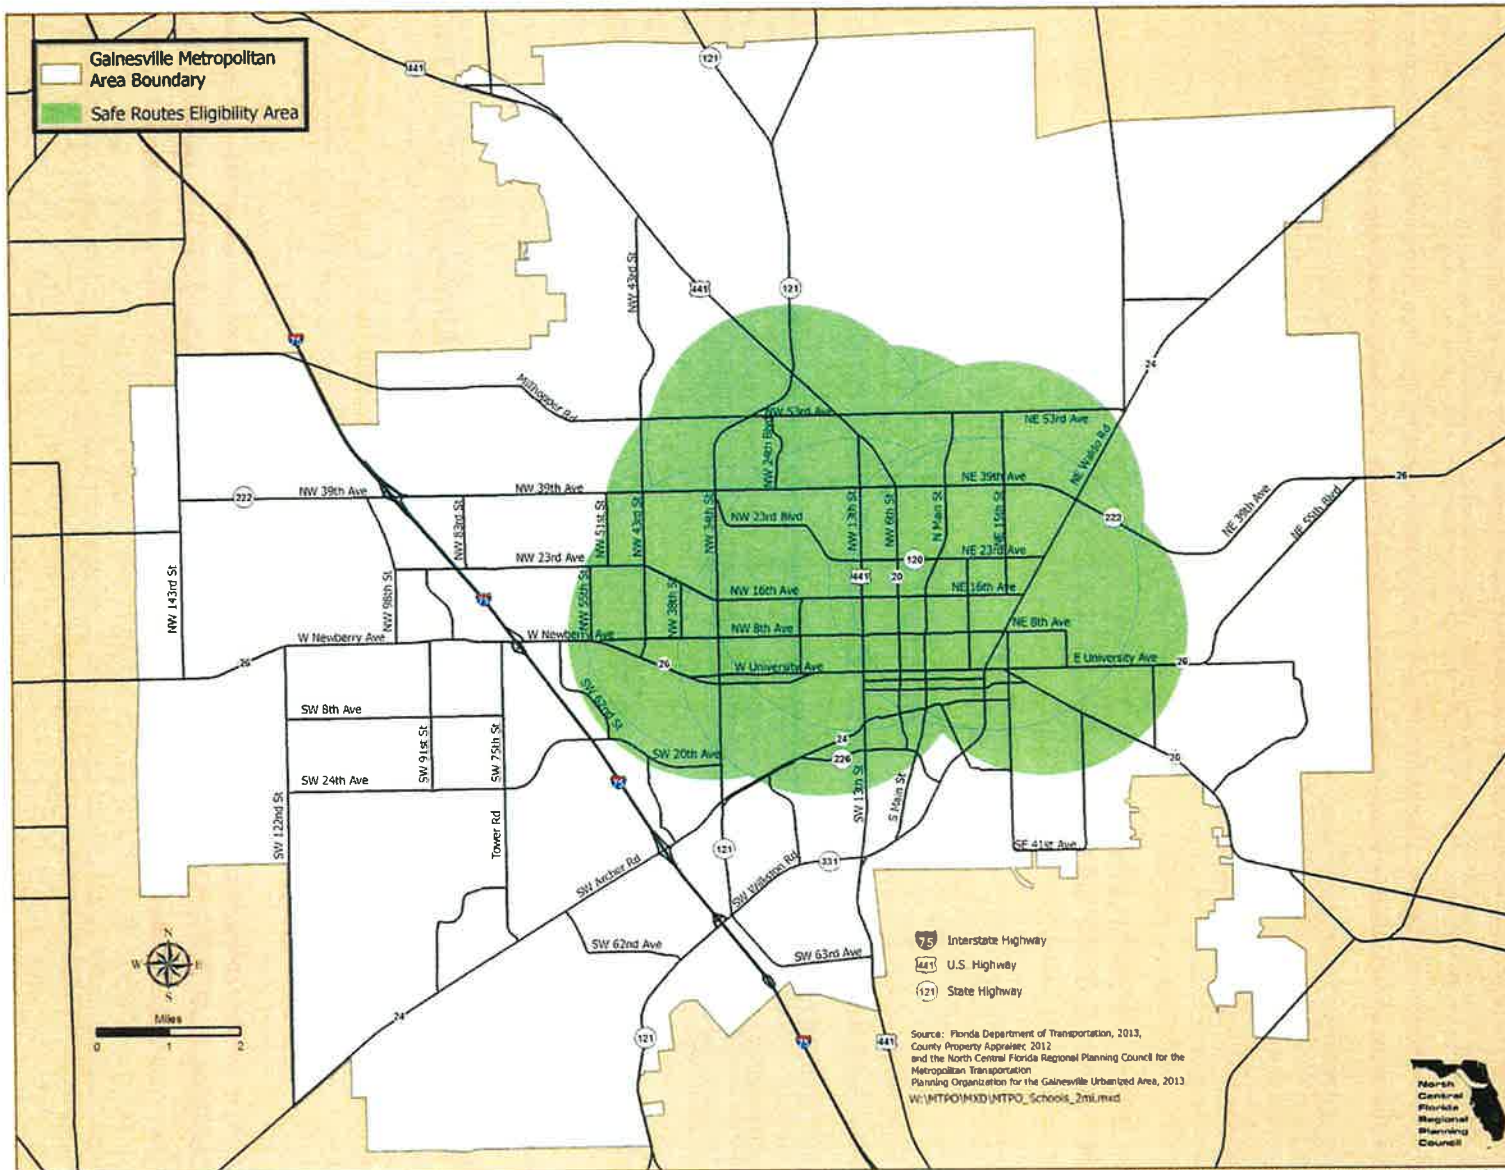 Gainesville Metropolitan
Area Boundary
Safe Routes Eligibility Area
441
121
75
NW 43rd St
441
121
24
Millhopper Rd
NW 53rd Ave
NE 53rd Ave
NW 24th Blvd
NE Waldo Rd
222
NW 39th Ave
NW 39th Ave
NE 39th Ave
NE 39th Ave
26
NE 55th Blvd
222
NW 83rd St
NW 51st St
NW 43rd St
NW 34th St
NW 23rd Blvd
NW 13th St
NW 6th St
N Main St
NE 15th St
NW 143rd St
NW 98th St
NW 23rd Ave
120
NE 23rd Ave
75
NW 55th St
NW 38th St
NW 16th Ave
441
20
NE 16th Ave
W Newberry Ave
W Newberry Ave
NW 8th Ave
NE 8th Ave
26
26
W University Ave
E University Ave
26
SW 8th Ave
SW 62nd St
SW 91st St
SW 75th St
SW 20th Ave
24
226
20
SW 24th Ave
75
SW 13th St
S Main St
SW 122nd St
Tower Rd
121
SW Archer Rd
SW Williston Rd
331
SE 41st Ave
SW 62nd Ave
SW 63rd Ave
24
121
75
441
N
W
E
S
Miles
0 1 2
75 Interstate Highway
441 U.S. Highway
121 State Highway
Source: Florida Department of Transportation, 2013,
County Property Appraiser, 2012
and the North Central Florida Regional Planning Council for the
Metropolitan Transportation
Planning Organization for the Gainesville Urbanized Area, 2013
W:\MTPO\MXD\MTPO_Schools_2mi.mxd
North
Central
Florida
Regional
Planning
Council